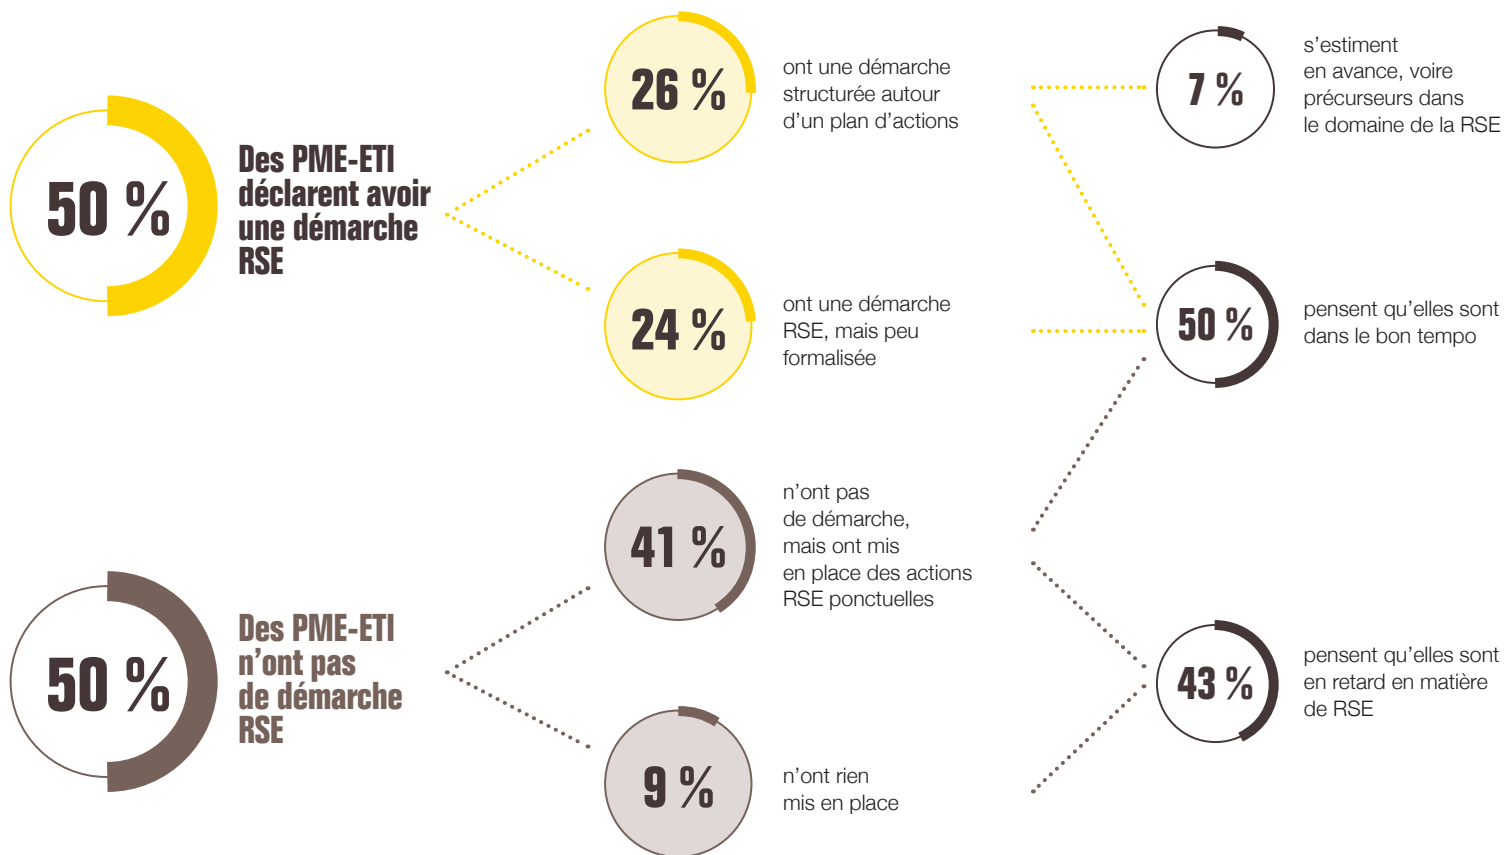 50 %
Des PME-ETI
déclarent avoir
une démarche
RSE
26 %
ont une démarche
structurée autour
d’un plan d’actions
24 %
ont une démarche
RSE, mais peu
formalisée
7 %
s’estiment
en avance, voire
précurseurs dans
le domaine de la RSE
50 %
pensent qu’elles sont
dans le bon tempo
50 %
Des PME-ETI
n’ont pas
de démarche
RSE
41 %
n’ont pas
de démarche,
mais ont mis
en place des actions
RSE ponctuelles
9 %
n’ont rien
mis en place
43 %
pensent qu’elles sont
en retard en matière
de RSE